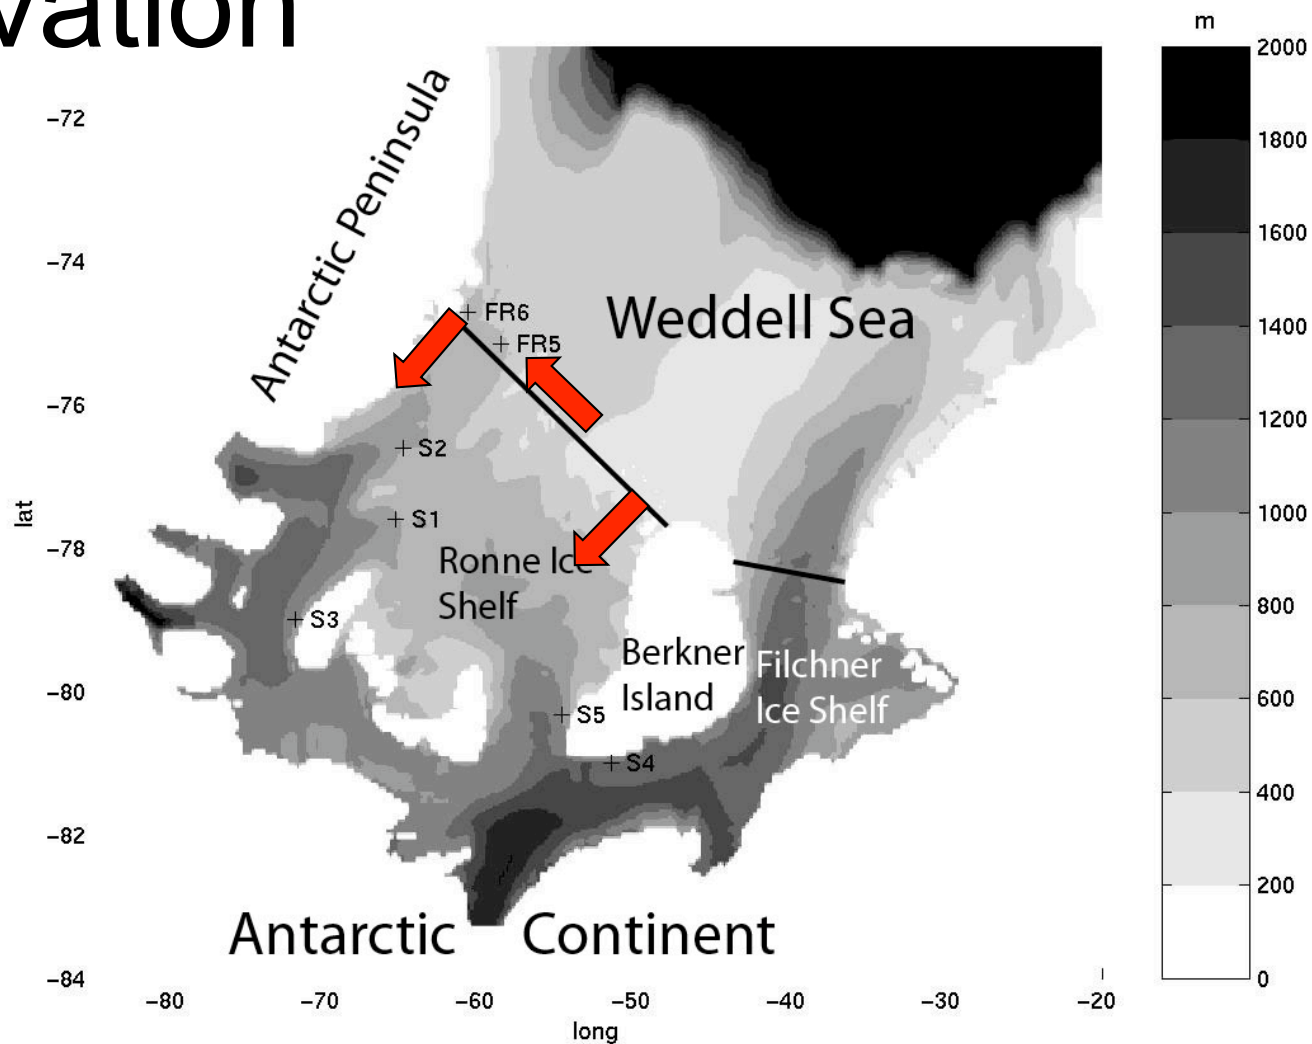 vation
m
2000
1800
1600
1400
1200
1000
800
600
400
200
0
−72
−74
−76
−78
−80
−82
−84
lat
−80
−70
−60
−50
−40
−30
−20
long
Antarctic Peninsula
Weddell Sea
FR6
FR5
S2
S1
Ronne Ice
Shelf
S3
Berkner
Island
Filchner
Ice Shelf
S5
S4
Antarctic Continent